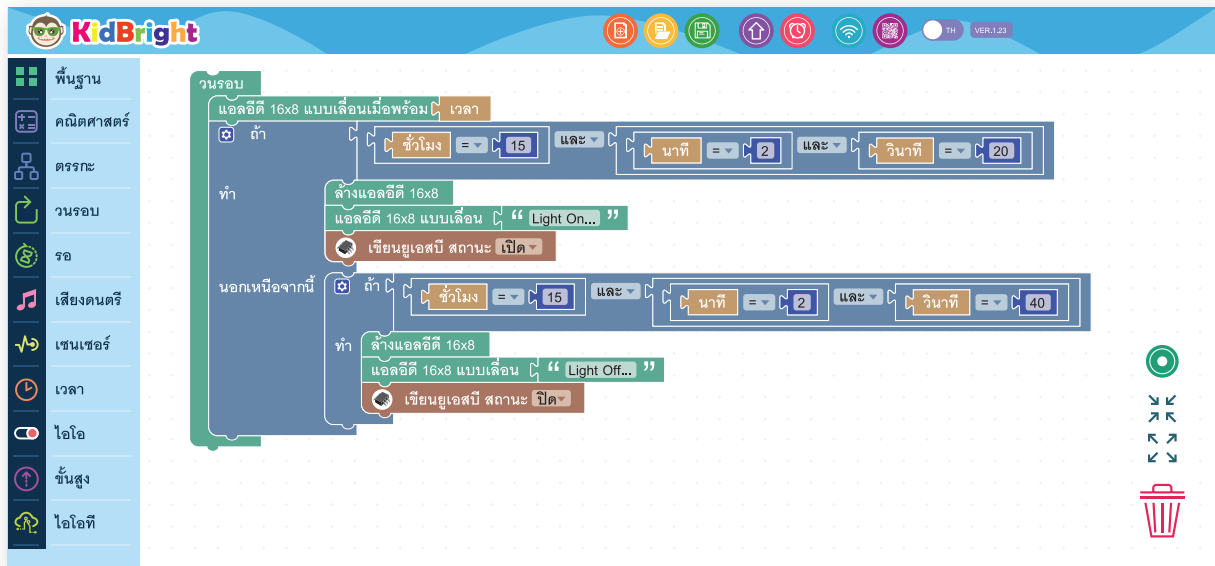 KidBright
TH VER.1.23
พื้นฐาน
คณิตศาสตร์
ตรรกะ
วนรอบ
รอ
เสียงดนตรี
เซนเซอร์
เวลา
ไอโอ
ขั้นสูง
ไอโอที
วนรอบ
แอลอีดี 16x8 แบบเลื่อนเมื่อพร้อม เวลา
ถ้า ชั่วโมง = 15 และ นาที = 2 และ วินาที = 20
ทำ ล้างแอลอีดี 16x8
แอลอีดี 16x8 แบบเลื่อน “ Light On... ”
เขียนยูเอสบี สถานะ เปิด
นอกเหนือจากนี้ ถ้า ชั่วโมง = 15 และ นาที = 2 และ วินาที = 40
ทำ ล้างแอลอีดี 16x8
แอลอีดี 16x8 แบบเลื่อน “ Light Off... ”
เขียนยูเอสบี สถานะ ปิด